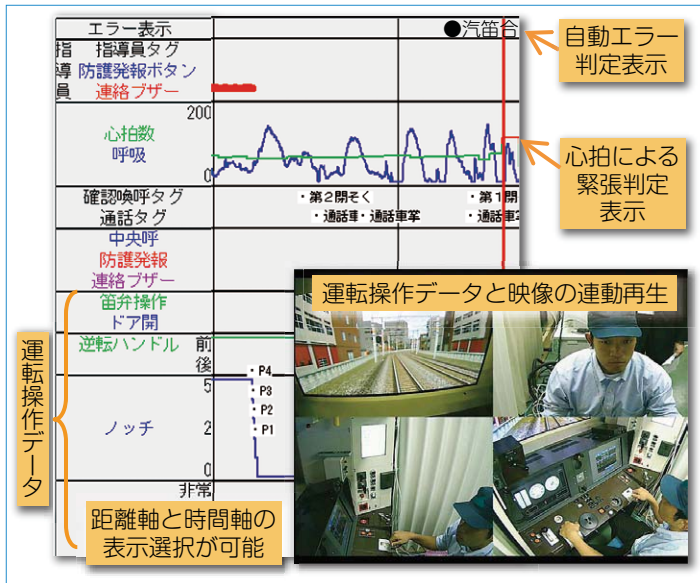 エラー表示
●汽笛合
自動エラー
判定表示
指導員
指導員タグ
防護発報ボタン
連絡ブザー
200
心拍数
呼吸
0
心拍による
緊張判定
表示
確認喚呼タグ
・第2閉そく
・第1閉
通話タグ
・通話車・通話車掌
・通話車
中央呼
防護発報
連絡ブザー
運転操作データと映像の連動再生
笛弁操作
ドア開
逆転ハンドル
前
後
運転操作データ
ノッチ
5
2
0
・P4
・P3
・P2
・P1
非常
距離軸と時間軸の
表示選択が可能